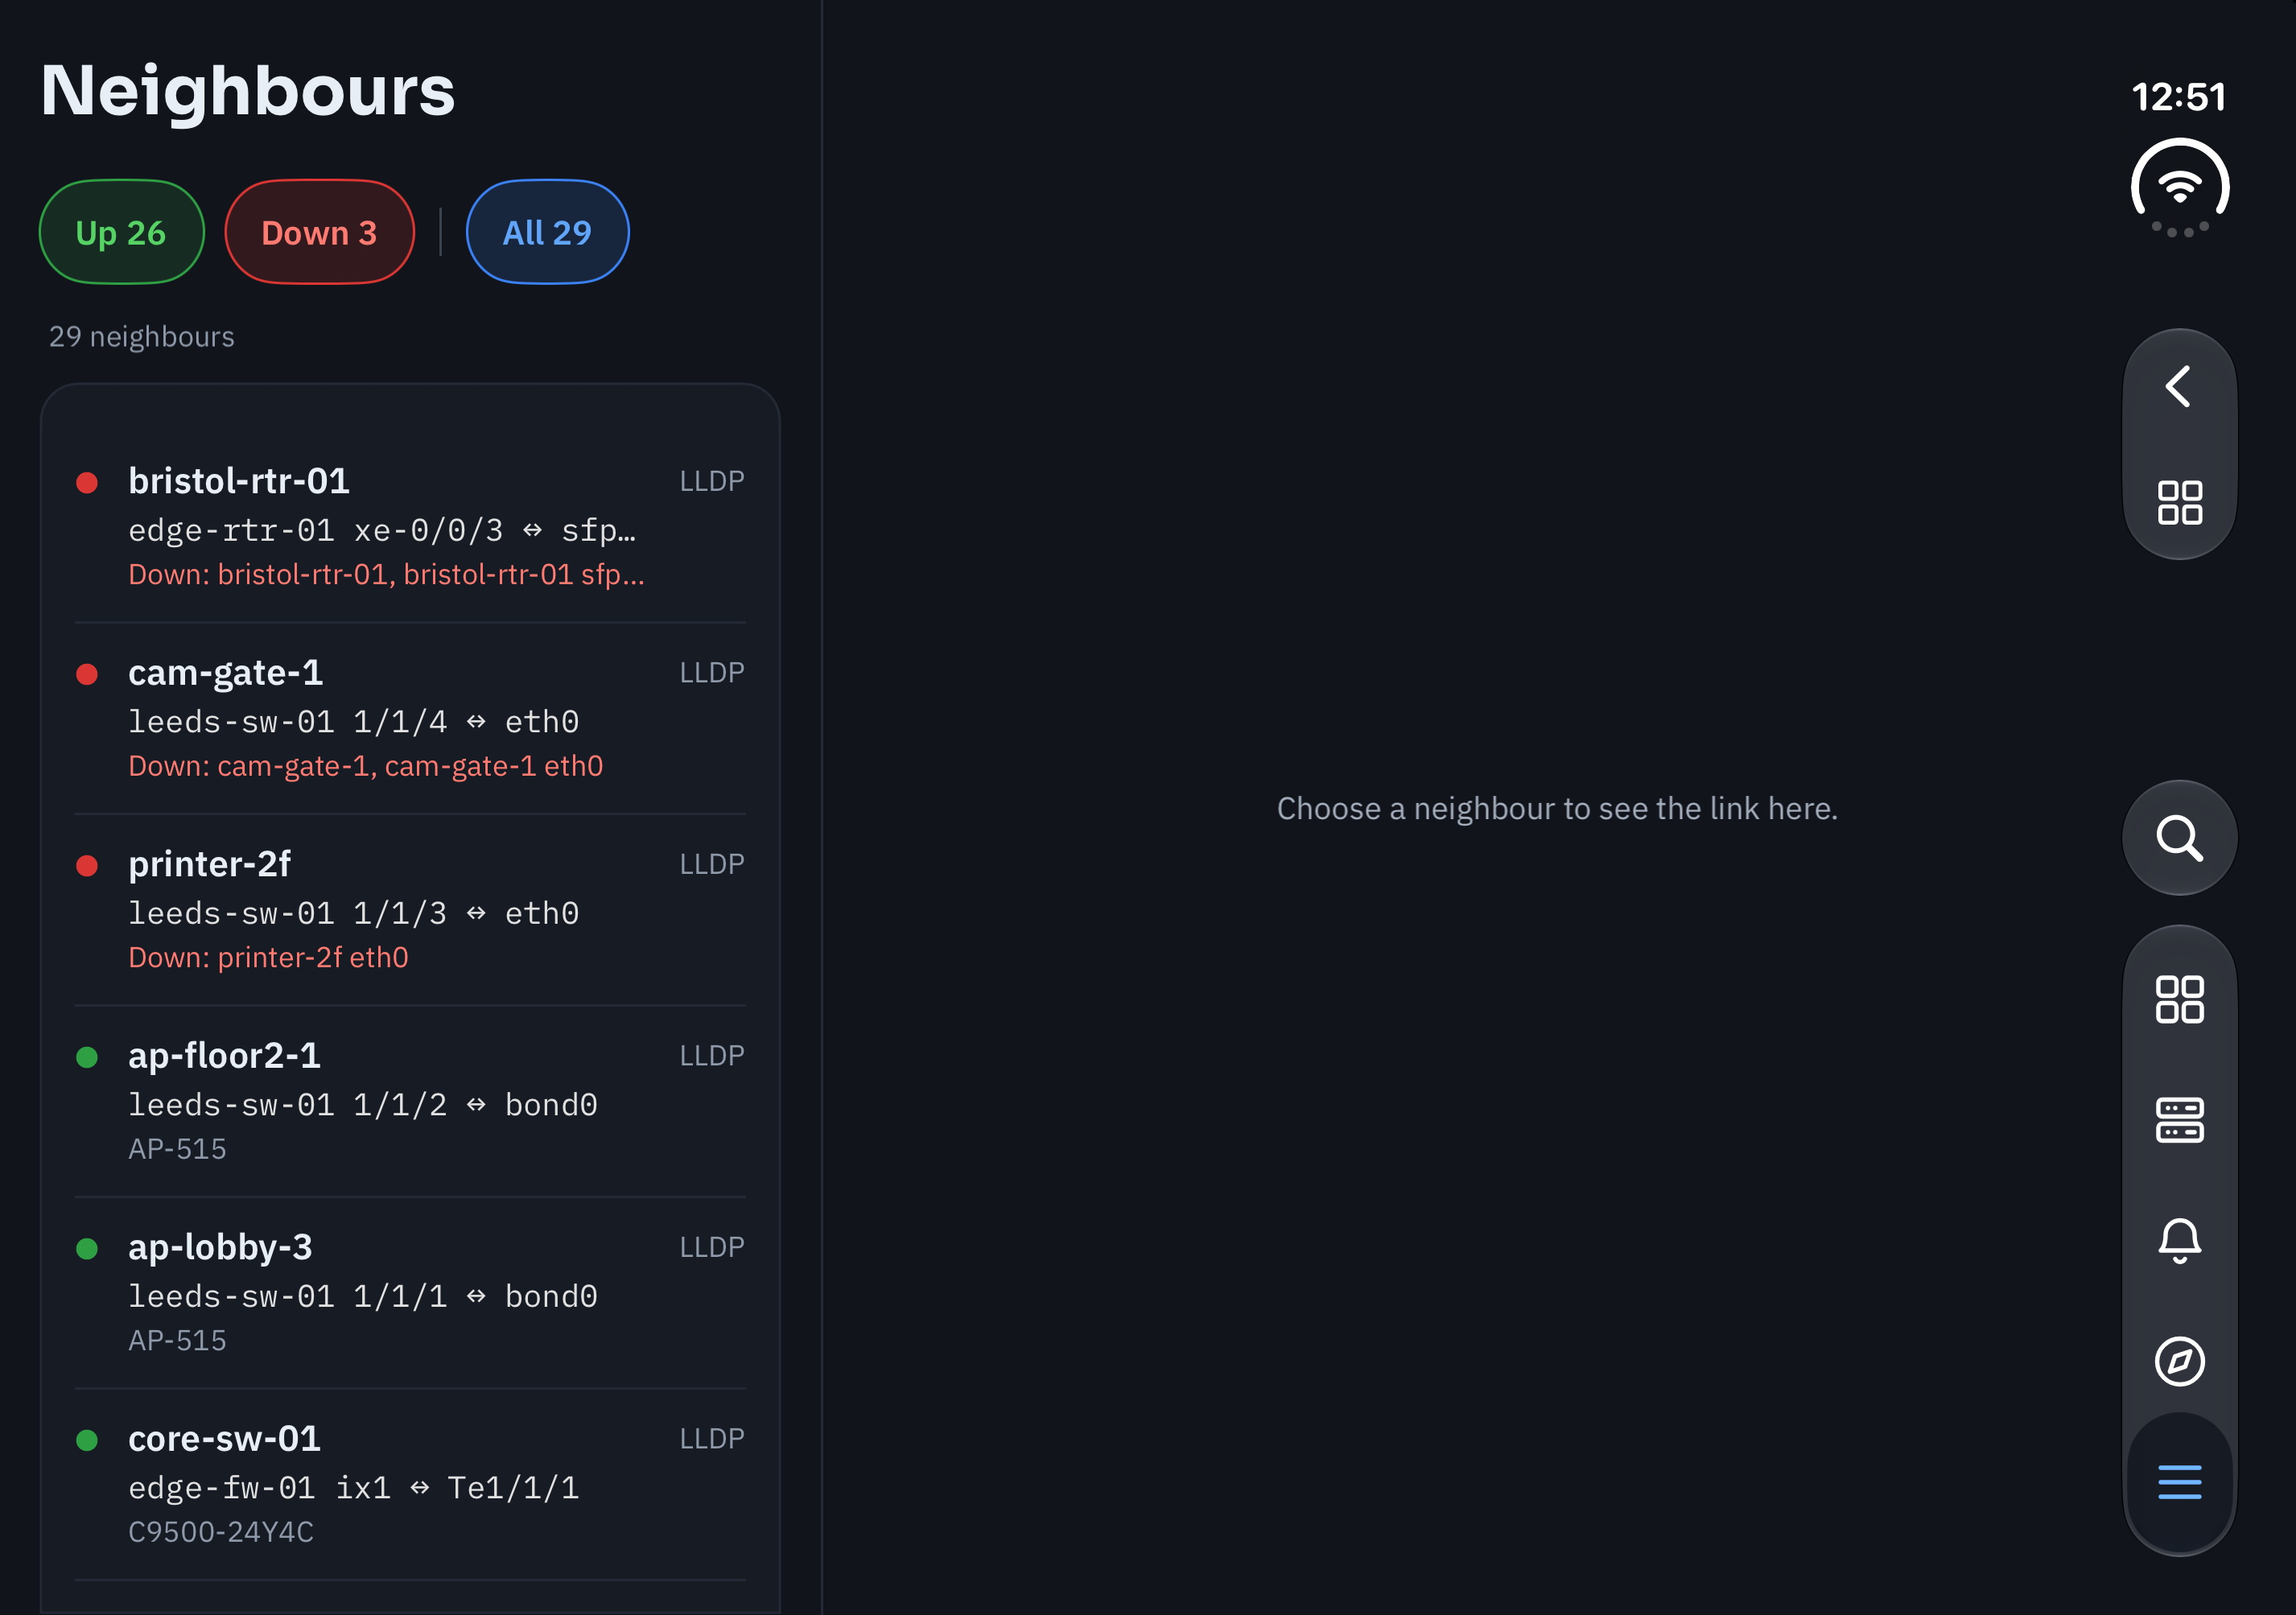 Neighbours
12:51
Up 26
Down 3
All 29
29 neighbours
bristol-rtr-01
LLDP
edge-rtr-01 xe-0/0/3 ↔ sfp…
Down: bristol-rtr-01, bristol-rtr-01 sfp…
cam-gate-1
LLDP
leeds-sw-01 1/1/4 ↔ eth0
Down: cam-gate-1, cam-gate-1 eth0
printer-2f
LLDP
leeds-sw-01 1/1/3 ↔ eth0
Down: printer-2f eth0
ap-floor2-1
LLDP
leeds-sw-01 1/1/2 ↔ bond0
AP-515
ap-lobby-3
LLDP
leeds-sw-01 1/1/1 ↔ bond0
AP-515
core-sw-01
LLDP
edge-fw-01 ix1 ↔ Te1/1/1
C9500-24Y4C
Choose a neighbour to see the link here.